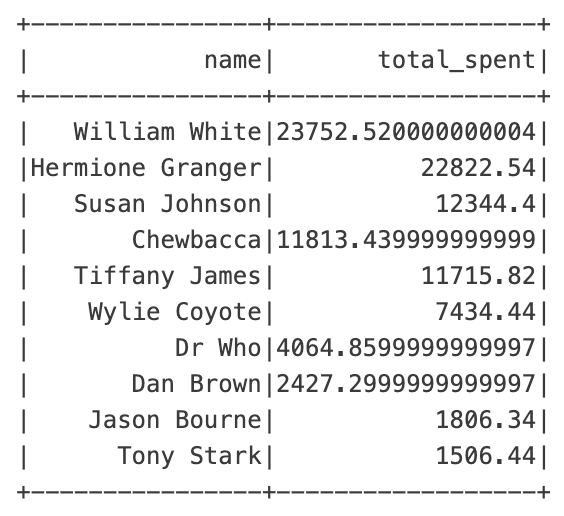 +----------------+------------------+
|            name|       total_spent|
+----------------+------------------+
|   William White|23752.520000000004|
|Hermione Granger|          22822.54|
|   Susan Johnson|           12344.4|
|       Chewbacca|11813.439999999999|
|   Tiffany James|          11715.82|
|    Wylie Coyote|           7434.44|
|          Dr Who|4064.8599999999997|
|       Dan Brown|2427.2999999999997|
|    Jason Bourne|           1806.34|
|      Tony Stark|           1506.44|
+----------------+------------------+